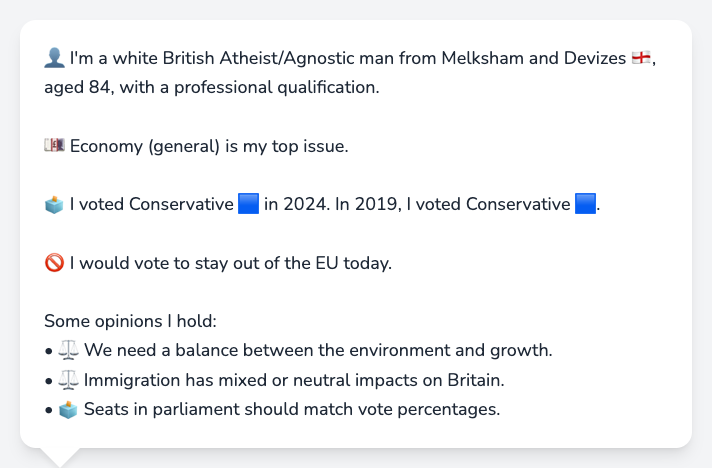 👤 I'm a white British Atheist/Agnostic man from Melksham and Devizes 🏴󠁧󠁢󠁥󠁮󠁧󠁿,
aged 84, with a professional qualification.
💷 Economy (general) is my top issue.
🗳️ I voted Conservative 🟦 in 2024. In 2019, I voted Conservative 🟦.
🚫 I would vote to stay out of the EU today.
Some opinions I hold:
• ⚖️ We need a balance between the environment and growth.
• ⚖️ Immigration has mixed or neutral impacts on Britain.
• 🗳️ Seats in parliament should match vote percentages.